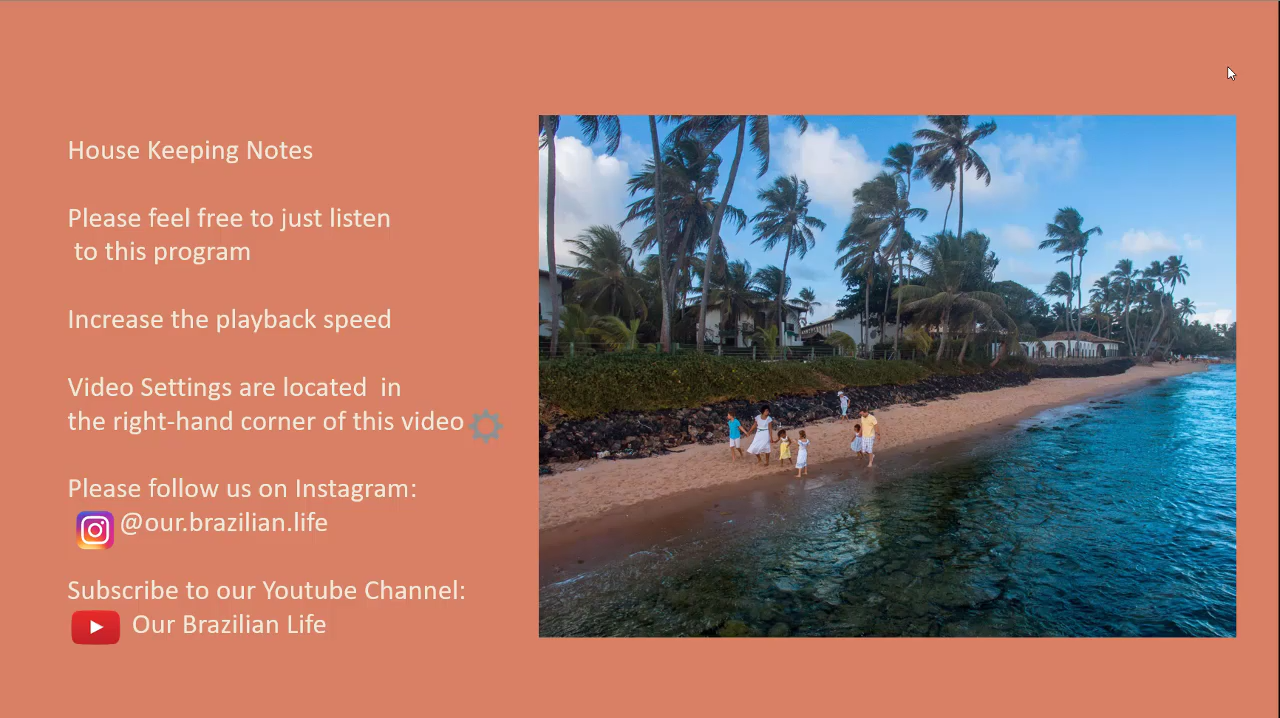 House Keeping Notes
Please feel free to just listen
to this program
Increase the playback speed
Video Settings are located  in
the right-hand corner of this video
Please follow us on Instagram:
@our.brazilian.life
Subscribe to our Youtube Channel:
Our Brazilian Life